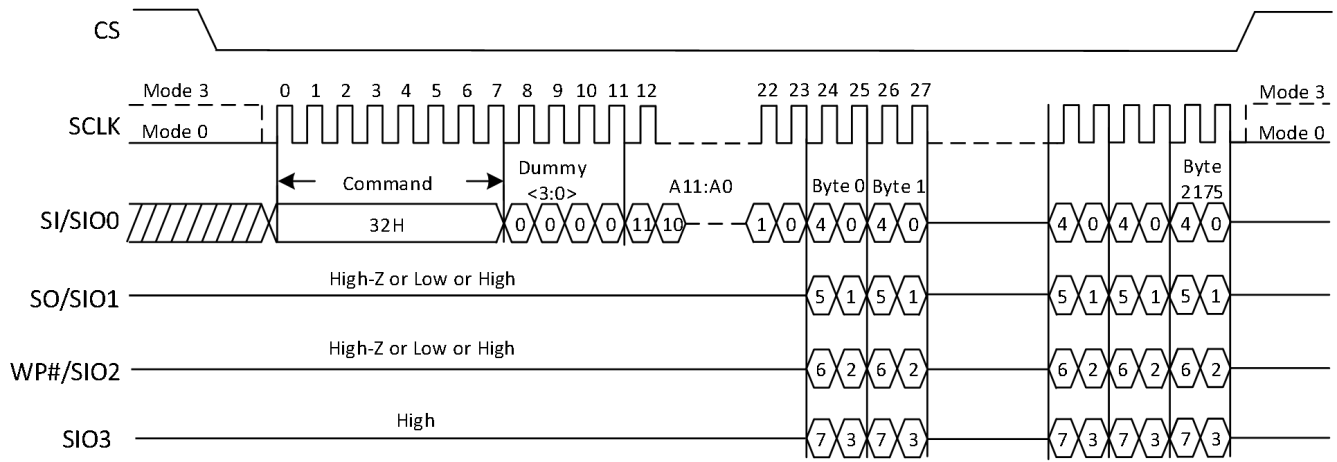 CS
0 1 2 3 4 5 6 7 8 9 10 11 12 22 23 24 25 26 27
Mode 3 Mode 3
SCLK
Mode 0 Mode 0
Command Dummy <3:0> A11:A0 Byte 0 Byte 1 Byte 2175
SI/SIO0 32H 0 0 0 0 11 10 1 0 4 0 4 0 4 0 4 0 4 0
High-Z or Low or High
SO/SIO1 5 1 5 1 5 1 5 1 5 1
High-Z or Low or High
WP#/SIO2 6 2 6 2 6 2 6 2 6 2
High
SIO3 7 3 7 3 7 3 7 3 7 3